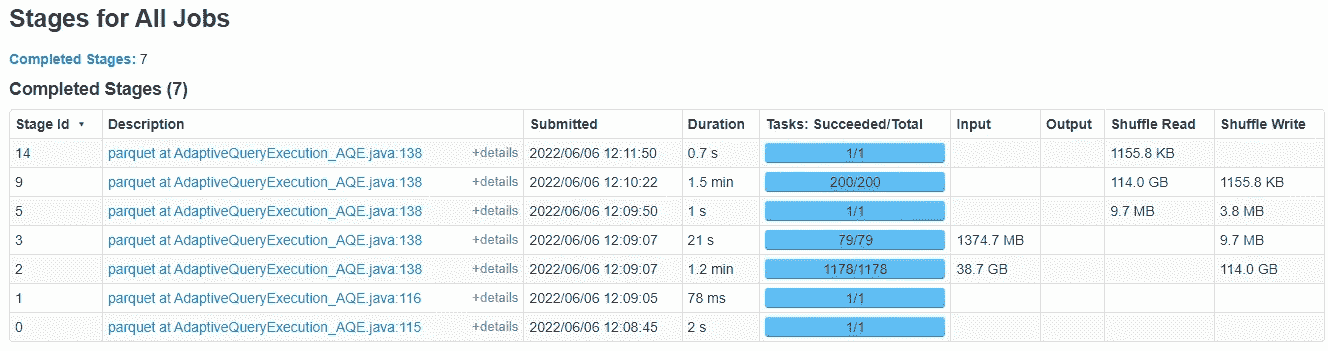 Stages for All Jobs
Completed Stages: 7
Completed Stages (7)
Stage Id ▾ Description Submitted Duration Tasks: Succeeded/Total Input Output Shuffle Read Shuffle Write
14 parquet at AdaptiveQueryExecution_AQE.java:138 +details 2022/06/06 12:11:50 0.7 s 1/1 1155.8 KB
9 parquet at AdaptiveQueryExecution_AQE.java:138 +details 2022/06/06 12:10:22 1.5 min 200/200 114.0 GB 1155.8 KB
5 parquet at AdaptiveQueryExecution_AQE.java:138 +details 2022/06/06 12:09:50 1 s 1/1 9.7 MB 3.8 MB
3 parquet at AdaptiveQueryExecution_AQE.java:138 +details 2022/06/06 12:09:07 21 s 79/79 1374.7 MB 9.7 MB
2 parquet at AdaptiveQueryExecution_AQE.java:138 +details 2022/06/06 12:09:07 1.2 min 1178/1178 38.7 GB 114.0 GB
1 parquet at AdaptiveQueryExecution_AQE.java:116 +details 2022/06/06 12:09:05 78 ms 1/1
0 parquet at AdaptiveQueryExecution_AQE.java:115 +details 2022/06/06 12:08:45 2 s 1/1